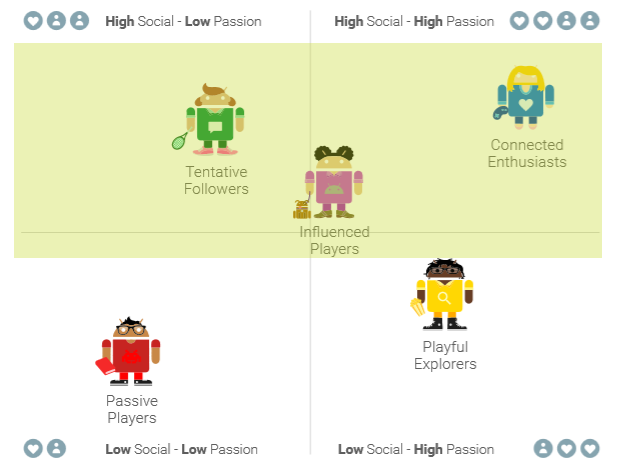 High Social - Low Passion
High Social - High Passion
Connected
Enthusiasts
Tentative
Followers
Influenced
Players
Playful
Explorers
Passive
Players
Low Social - Low Passion
Low Social - High Passion